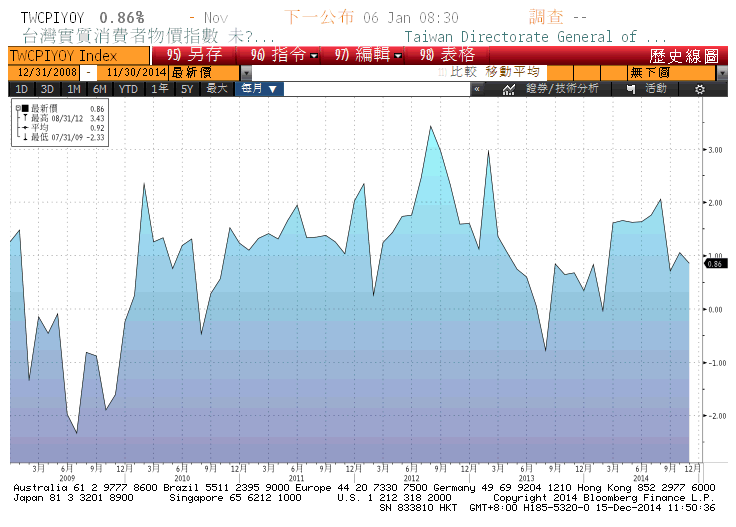 TWCPIYOY 0.86% - Nov 下一公布 06 Jan 08:30 調查 --
台灣實質消費者物價指數 未?... Taiwan Directorate General of ...
TWCPIYOY Index 95) 另存 96) 指令 97) 編輯 98) 表格 歷史線圖
12/31/2008 - 11/30/2014 最新價 比較 移動平均 無下圖
1D 3D 1M 6M YTD 1年 5Y 最大 每月 ▼ « 證券/技術分析 活動
最新價 0.86
最高 08/31/12 3.43
平均 0.92
最低 07/31/09 -2.33
3.00
2.00
1.00
0.86
0.00
-1.00
-2.00
3月 6月 9月 12月 3月 6月 9月 12月 3月 6月 9月 12月 3月 6月 9月 12月 3月 6月 9月 12月 3月 6月 9月 12月
2009 2010 2011 2012 2013 2014
Australia 61 2 9777 8600 Brazil 5511 2395 9000 Europe 44 20 7330 7500 Germany 49 69 9204 1210 Hong Kong 852 2977 6000
Japan 81 3 3201 8900 Singapore 65 6212 1000 U.S. 1 212 318 2000 Copyright 2014 Bloomberg Finance L.P.
SN 833810 HKT GMT+8:00 H185-5320-0 15-Dec-2014 11:50:36